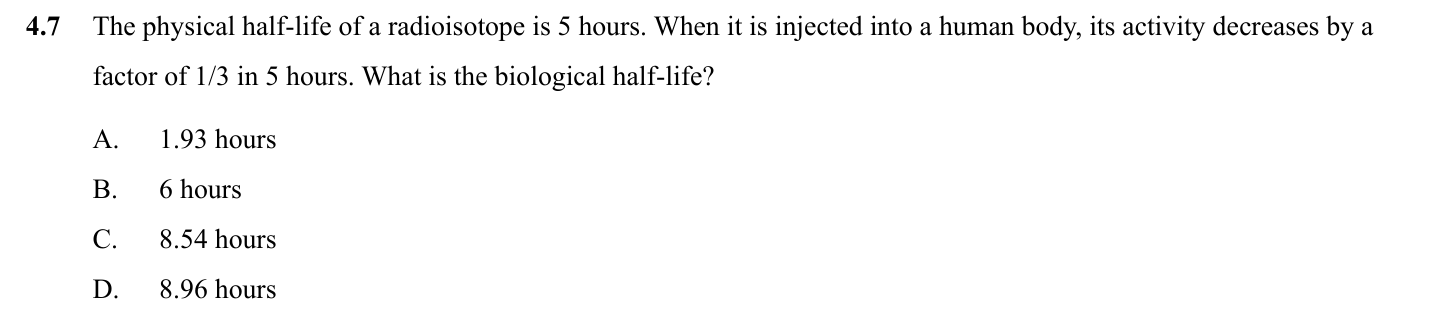 4.7 The physical half-life of a radioisotope is 5 hours. When it is injected into a human body, its activity decreases by a
factor of 1/3 in 5 hours. What is the biological half-life?
A. 1.93 hours
B. 6 hours
C. 8.54 hours
D. 8.96 hours